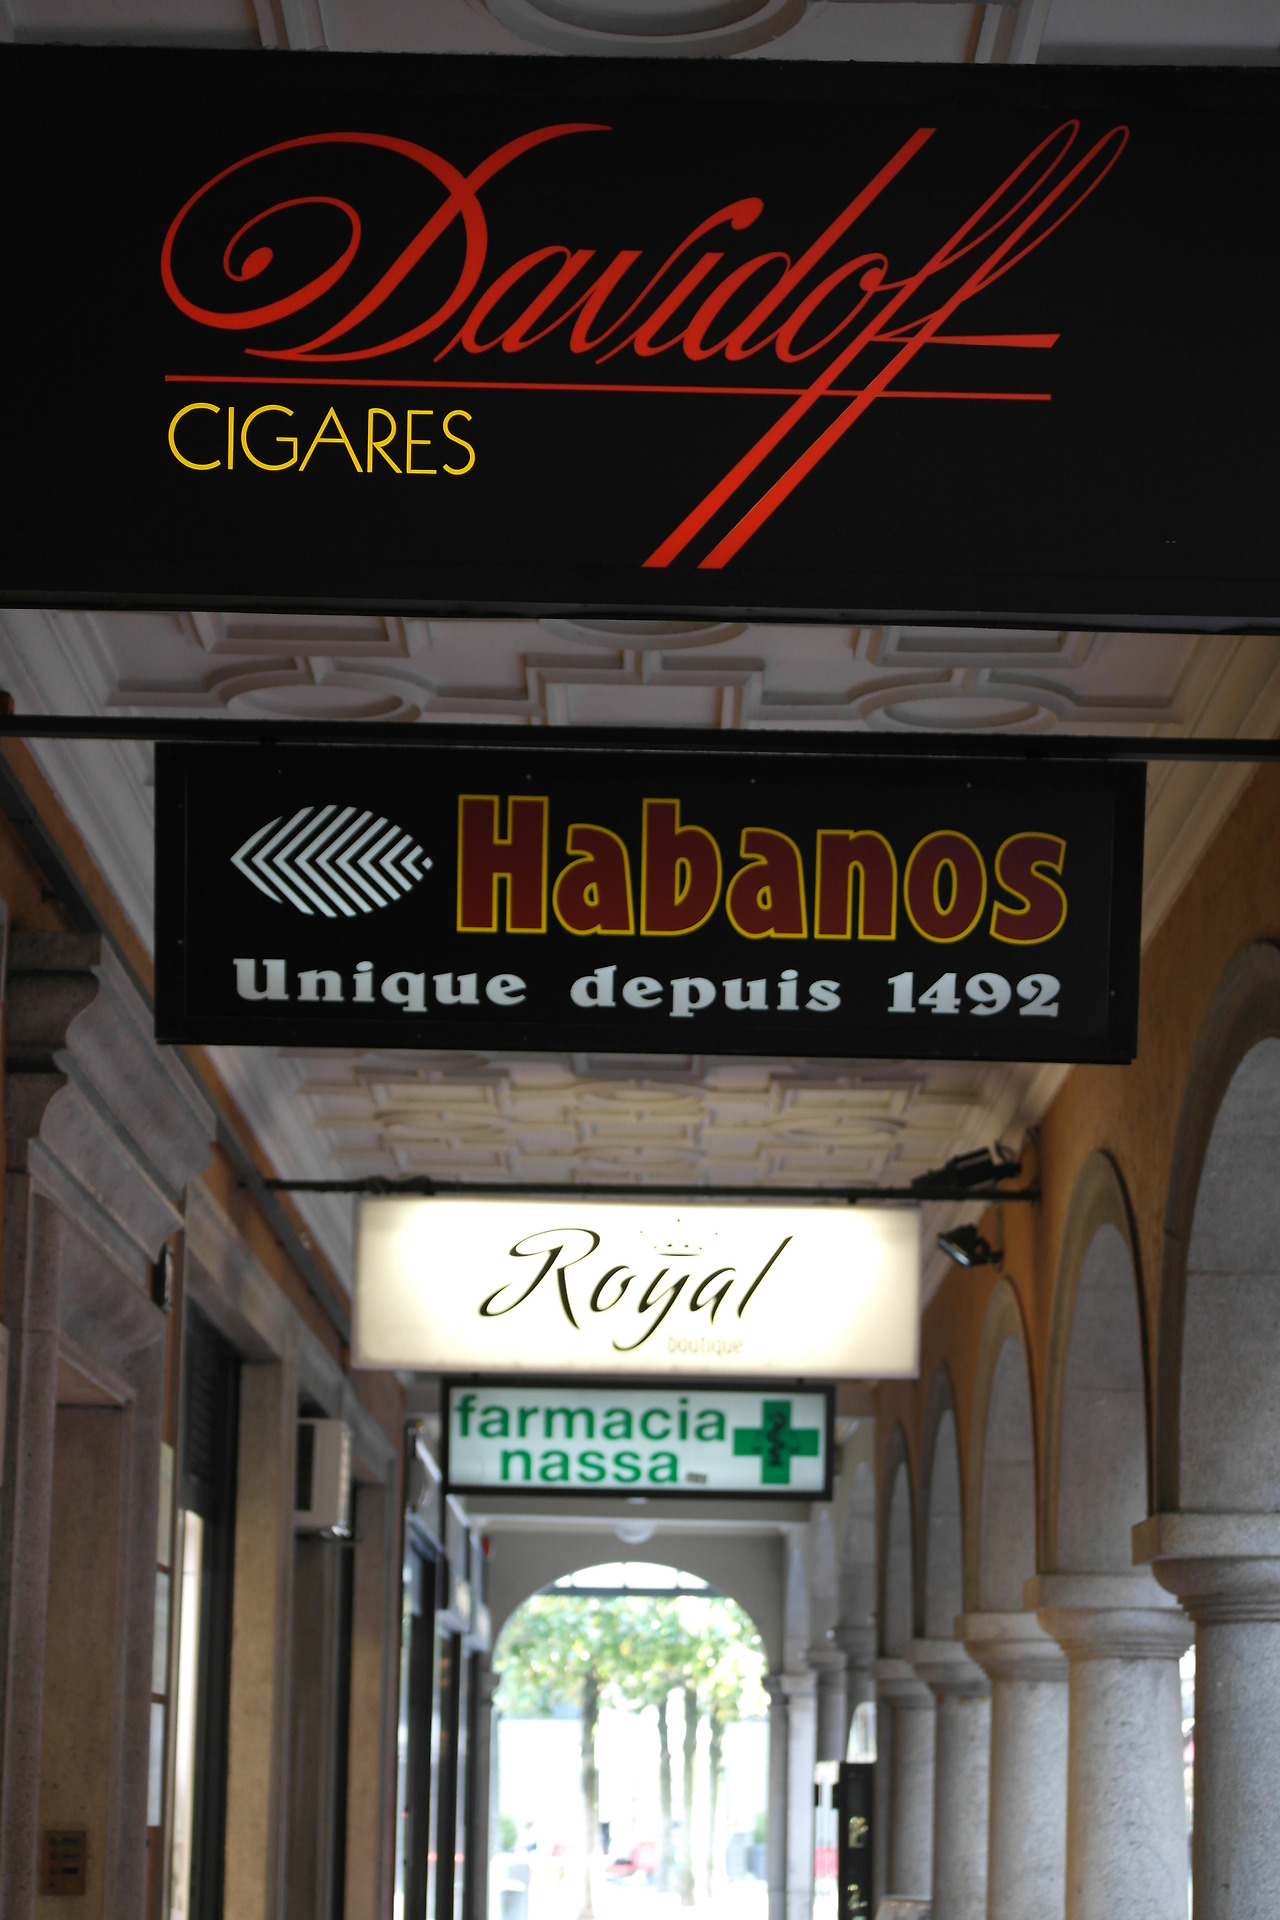 Davidoff
CIGARES
Habanos
Unique depuis 1492
Royal
boutique
farmacia
nassa